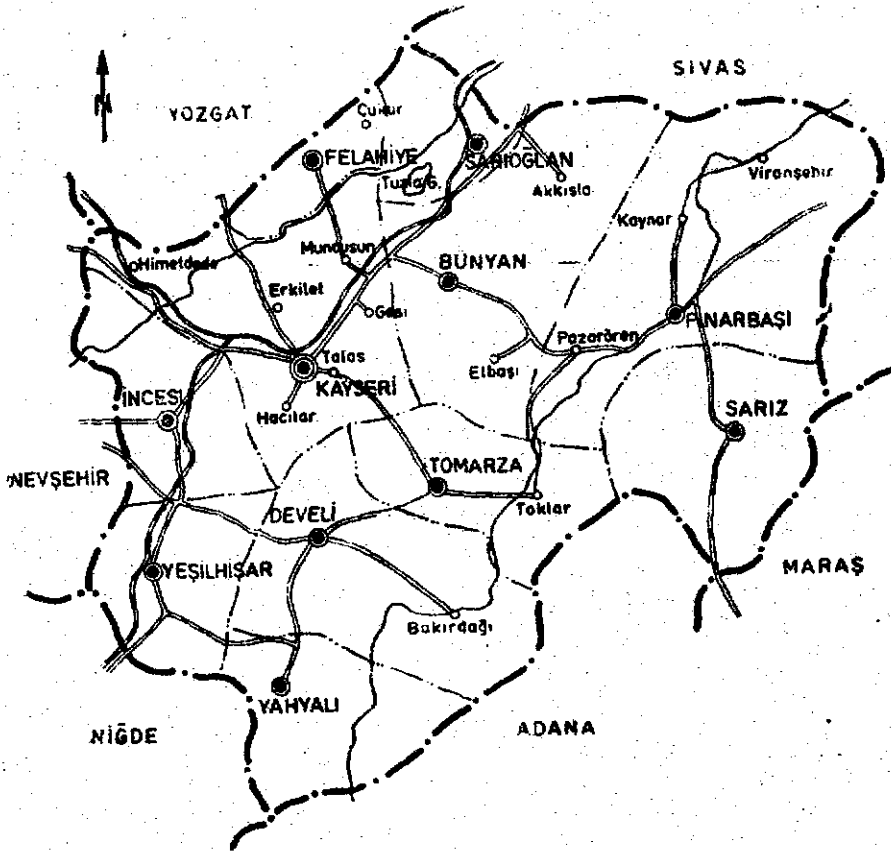 SIVAS
N
YOZGAT
Çukur
FELAHİYE
SARIOĞLAN
Tuzla G.
Akkışla
Viranşehir
Kaynar
Himetdede
Mundusun
BÜNYAN
Erkilet
Gesi
PINARBAŞI
Pazarören
Talas
Elbaşı
KAYSERİ
İNCESU
Hacılar
SARIZ
NEVŞEHİR
TOMARZA
Toklar
DEVELİ
MARAŞ
YEŞİLHİSAR
Bakırdağı
YAHYALI
NİĞDE
ADANA